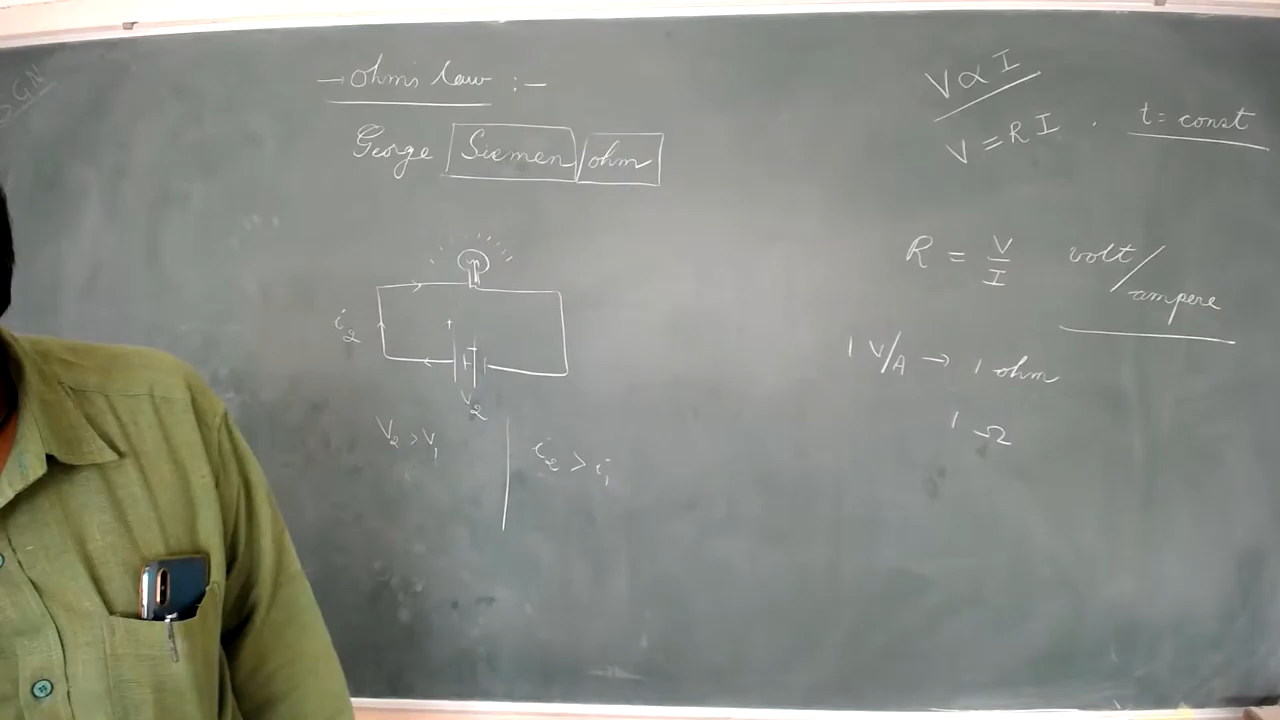 S.G.N
→ Ohm's law :-
George Siemen/ohm
i₂
V₂
V₂ > V₁
i₂ > i₁
V ∝ I
V = R I . t = const
R = V/I volt/ampere
1 V/A → 1 ohm
1 Ω